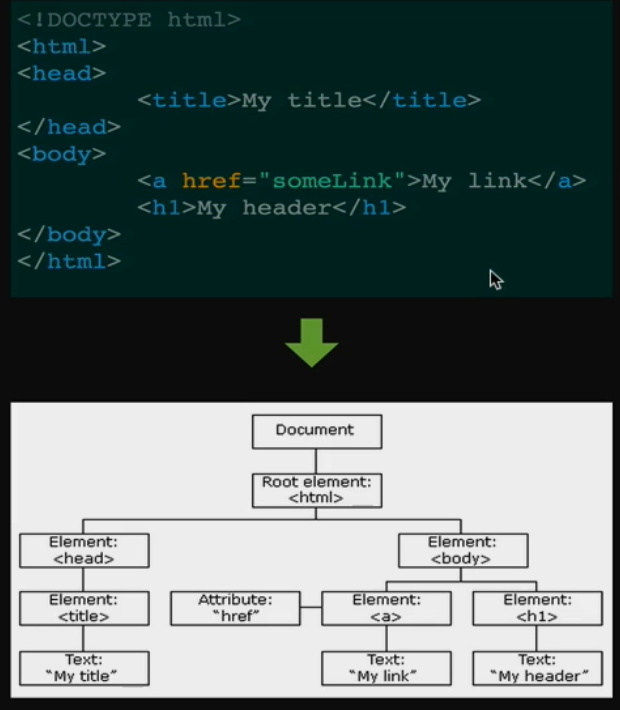 <!DOCTYPE html>
<html>
<head>
<title>My title</title>
</head>
<body>
<a href="someLink">My link</a>
<h1>My header</h1>
</body>
</html>
Document
Root element:
<html>
Element:
<head>
Element:
<body>
Element:
<title>
Attribute:
"href"
Element:
<a>
Element:
<h1>
Text:
"My title"
Text:
"My link"
Text:
"My header"